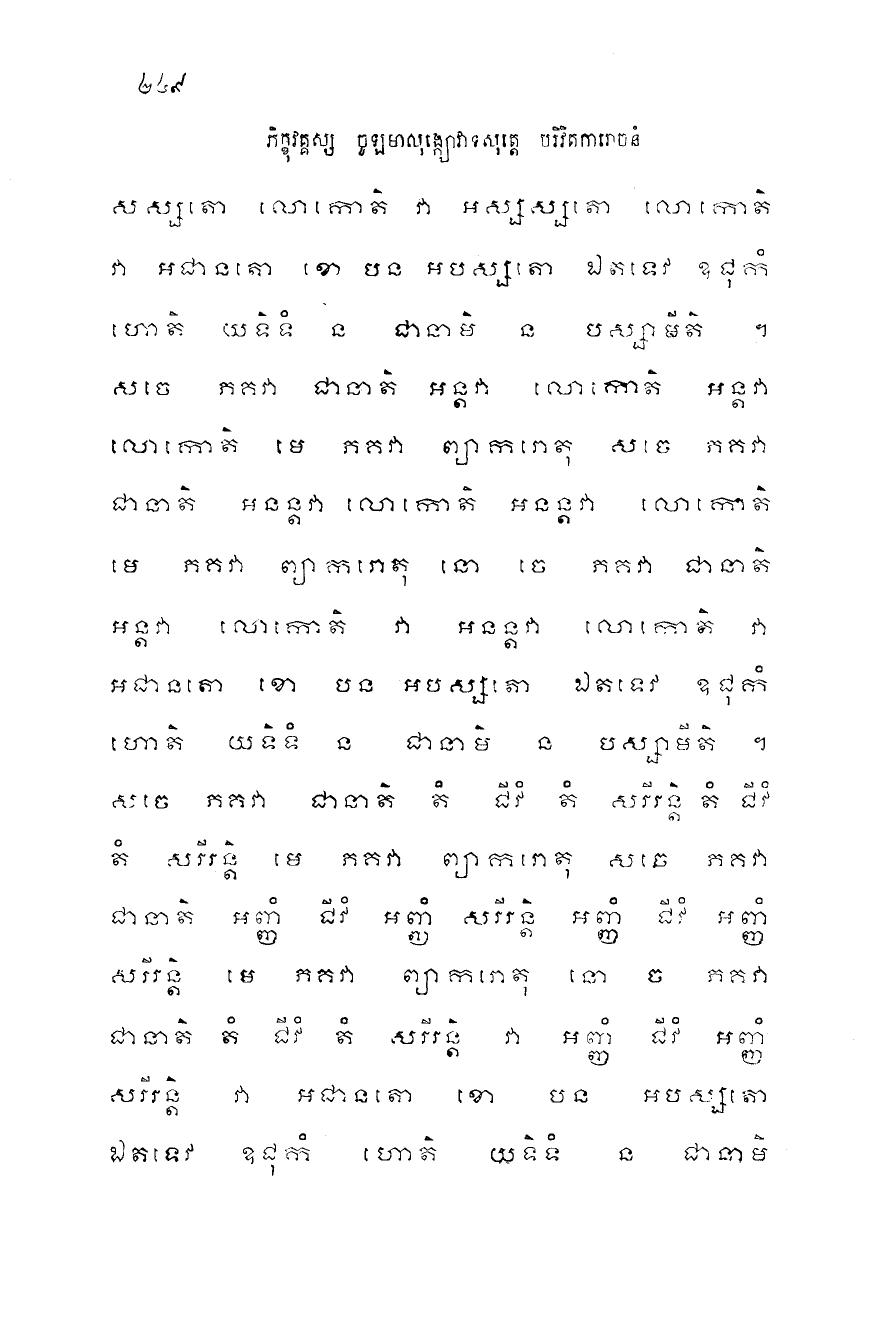 ២៤៩
ភិក្ខុវគ្គស្ស ចូឡមាលុង្ក្យោវាទសុត្តេ បរិវិតការោចនំ
សស្សតោ លោកោតិ វា អស្សស្សតោ លោកោតិ
វា អជានតោ ខោ បន អបស្សតោ ឯតទេវ ឧជុកំ
ហោតិ យទិទំ ន ជានាមិ ន បស្សាមីតិ ។
សចេ ភគវា ជានាតិ អន្តវា លោកោតិ អន្តវា
លោកោតិ មេ ភគវា ព្យាករោតុ សចេ ភគវា
ជានាតិ អនន្តវា លោកោតិ អនន្តវា លោកោតិ
មេ ភគវា ព្យាករោតុ នោ ចេ ភគវា ជានាតិ
អន្តវា លោកោតិ វា អនន្តវា លោកោតិ វា
អជានតោ ខោ បន អបស្សតោ ឯតទេវ ឧជុកំ
ហោតិ យទិទំ ន ជានាមិ ន បស្សាមីតិ ។
សចេ ភគវា ជានាតិ តំ ជីវំ តំ សរីរន្តិ តំ ជីវំ
តំ សរីរន្តិ មេ ភគវា ព្យាករោតុ សចេ ភគវា
ជានាតិ អញ្ញំ ជីវំ អញ្ញំ សរីរន្តិ អញ្ញំ ជីវំ អញ្ញំ
សរីរន្តិ មេ ភគវា ព្យាករោតុ នោ ច ភគវា
ជានាតិ តំ ជីវំ តំ សរីរន្តិ វា អញ្ញំ ជីវំ អញ្ញំ
សរីរន្តិ វា អជានតោ ខោ បន អបស្សតោ
ឯតទេវ ឧជុកំ ហោតិ យទិទំ ន ជានាមិ